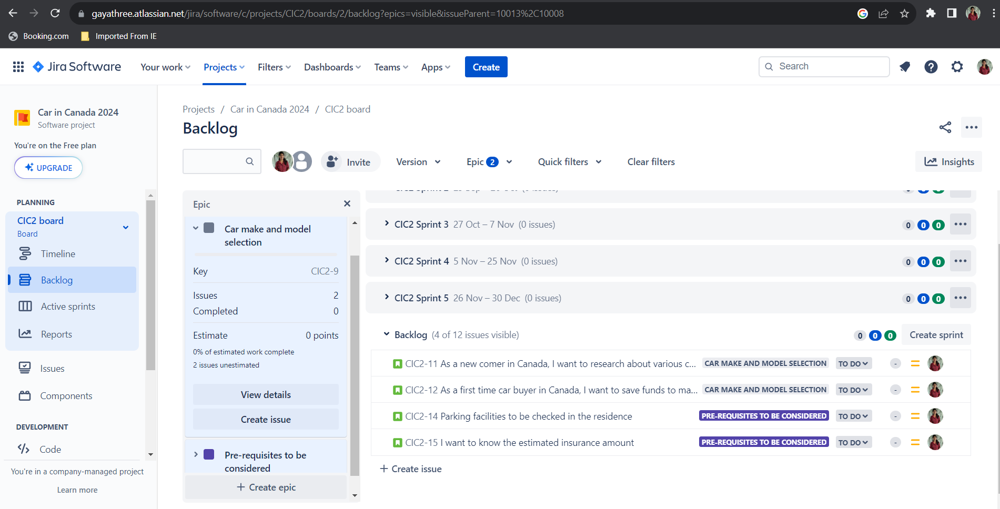 gayathree.atlassian.net/jira/software/c/projects/CIC2/boards/2/backlog?epics=visible&issueParent=10013%2C10008
Booking.com Imported From IE
Jira Software Your work Projects Filters Dashboards Teams Apps Create Search
Car in Canada 2024
Software project
You're on the Free plan
UPGRADE
PLANNING
CIC2 board
Board
Timeline
Backlog
Active sprints
Reports
Issues
Components
DEVELOPMENT
Code
You're in a company-managed project
Learn more
Projects / Car in Canada 2024 / CIC2 board
Backlog
Invite Version Epic 2 Quick filters Clear filters Insights
Epic
Car make and model
selection
Key CIC2-9
Issues 2
Completed 0
Estimate 0 points
0% of estimated work complete
2 issues unestimated
View details
Create issue
Pre-requisites to be
considered
+ Create epic
CIC2 Sprint 3 27 Oct – 7 Nov (0 issues) 0 0 0
CIC2 Sprint 4 5 Nov – 25 Nov (0 issues) 0 0 0
CIC2 Sprint 5 26 Nov – 30 Dec (0 issues) 0 0 0
Backlog (4 of 12 issues visible) 0 0 0 Create sprint
CIC2-11 As a new comer in Canada, I want to research about various c... CAR MAKE AND MODEL SELECTION TO DO -
CIC2-12 As a first time car buyer in Canada, I want to save funds to ma... CAR MAKE AND MODEL SELECTION TO DO -
CIC2-14 Parking facilities to be checked in the residence PRE-REQUISITES TO BE CONSIDERED TO DO -
CIC2-15 I want to know the estimated insurance amount PRE-REQUISITES TO BE CONSIDERED TO DO -
+ Create issue